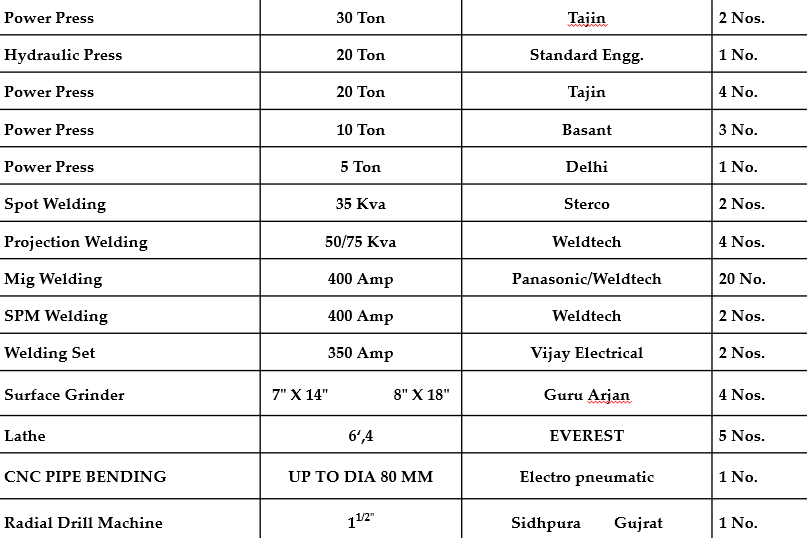 Power Press 30 Ton Tajin 2 Nos.
Hydraulic Press 20 Ton Standard Engg. 1 No.
Power Press 20 Ton Tajin 4 No.
Power Press 10 Ton Basant 3 No.
Power Press 5 Ton Delhi 1 No.
Spot Welding 35 Kva Sterco 2 Nos.
Projection Welding 50/75 Kva Weldtech 4 Nos.
Mig Welding 400 Amp Panasonic/Weldtech 20 No.
SPM Welding 400 Amp Weldtech 2 Nos.
Welding Set 350 Amp Vijay Electrical 2 Nos.
Surface Grinder 7" X 14" 8" X 18" Guru Arjan 4 Nos.
Lathe 6‘,4 EVEREST 5 Nos.
CNC PIPE BENDING UP TO DIA 80 MM Electro pneumatic 1 No.
Radial Drill Machine 1 1/2" Sidhpura Gujrat 1 No.